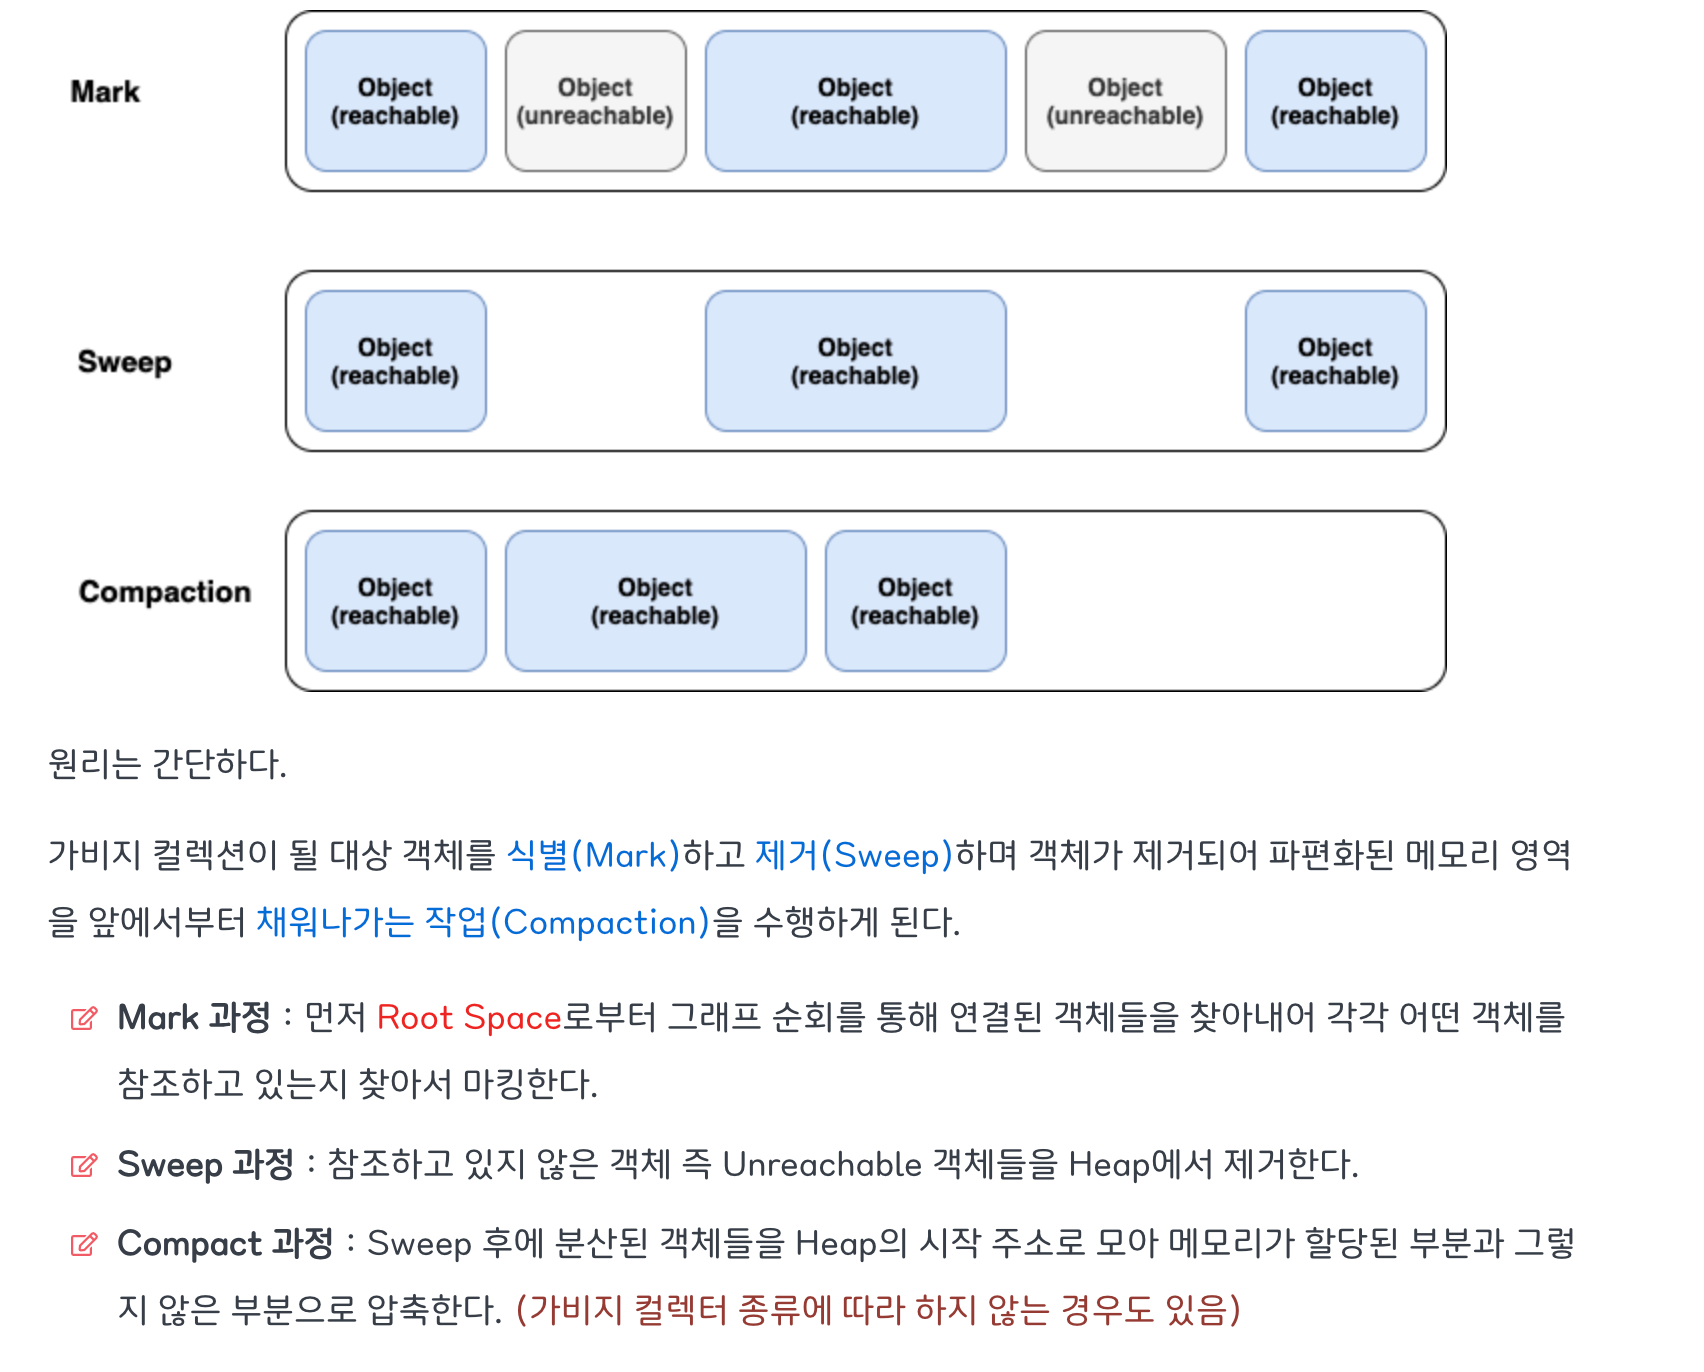 Mark
Object
(reachable)
Object
(unreachable)
Object
(reachable)
Object
(unreachable)
Object
(reachable)
Sweep
Object
(reachable)
Object
(reachable)
Object
(reachable)
Compaction
Object
(reachable)
Object
(reachable)
Object
(reachable)
원리는 간단하다.
가비지 컬렉션이 될 대상 객체를 식별(Mark)하고 제거(Sweep)하며 객체가 제거되어 파편화된 메모리 영역
을 앞에서부터 채워나가는 작업(Compaction)을 수행하게 된다.
Mark 과정 : 먼저 Root Space로부터 그래프 순회를 통해 연결된 객체들을 찾아내어 각각 어떤 객체를
참조하고 있는지 찾아서 마킹한다.
Sweep 과정 : 참조하고 있지 않은 객체 즉 Unreachable 객체들을 Heap에서 제거한다.
Compact 과정 : Sweep 후에 분산된 객체들을 Heap의 시작 주소로 모아 메모리가 할당된 부분과 그렇
지 않은 부분으로 압축한다. (가비지 컬렉터 종류에 따라 하지 않는 경우도 있음)